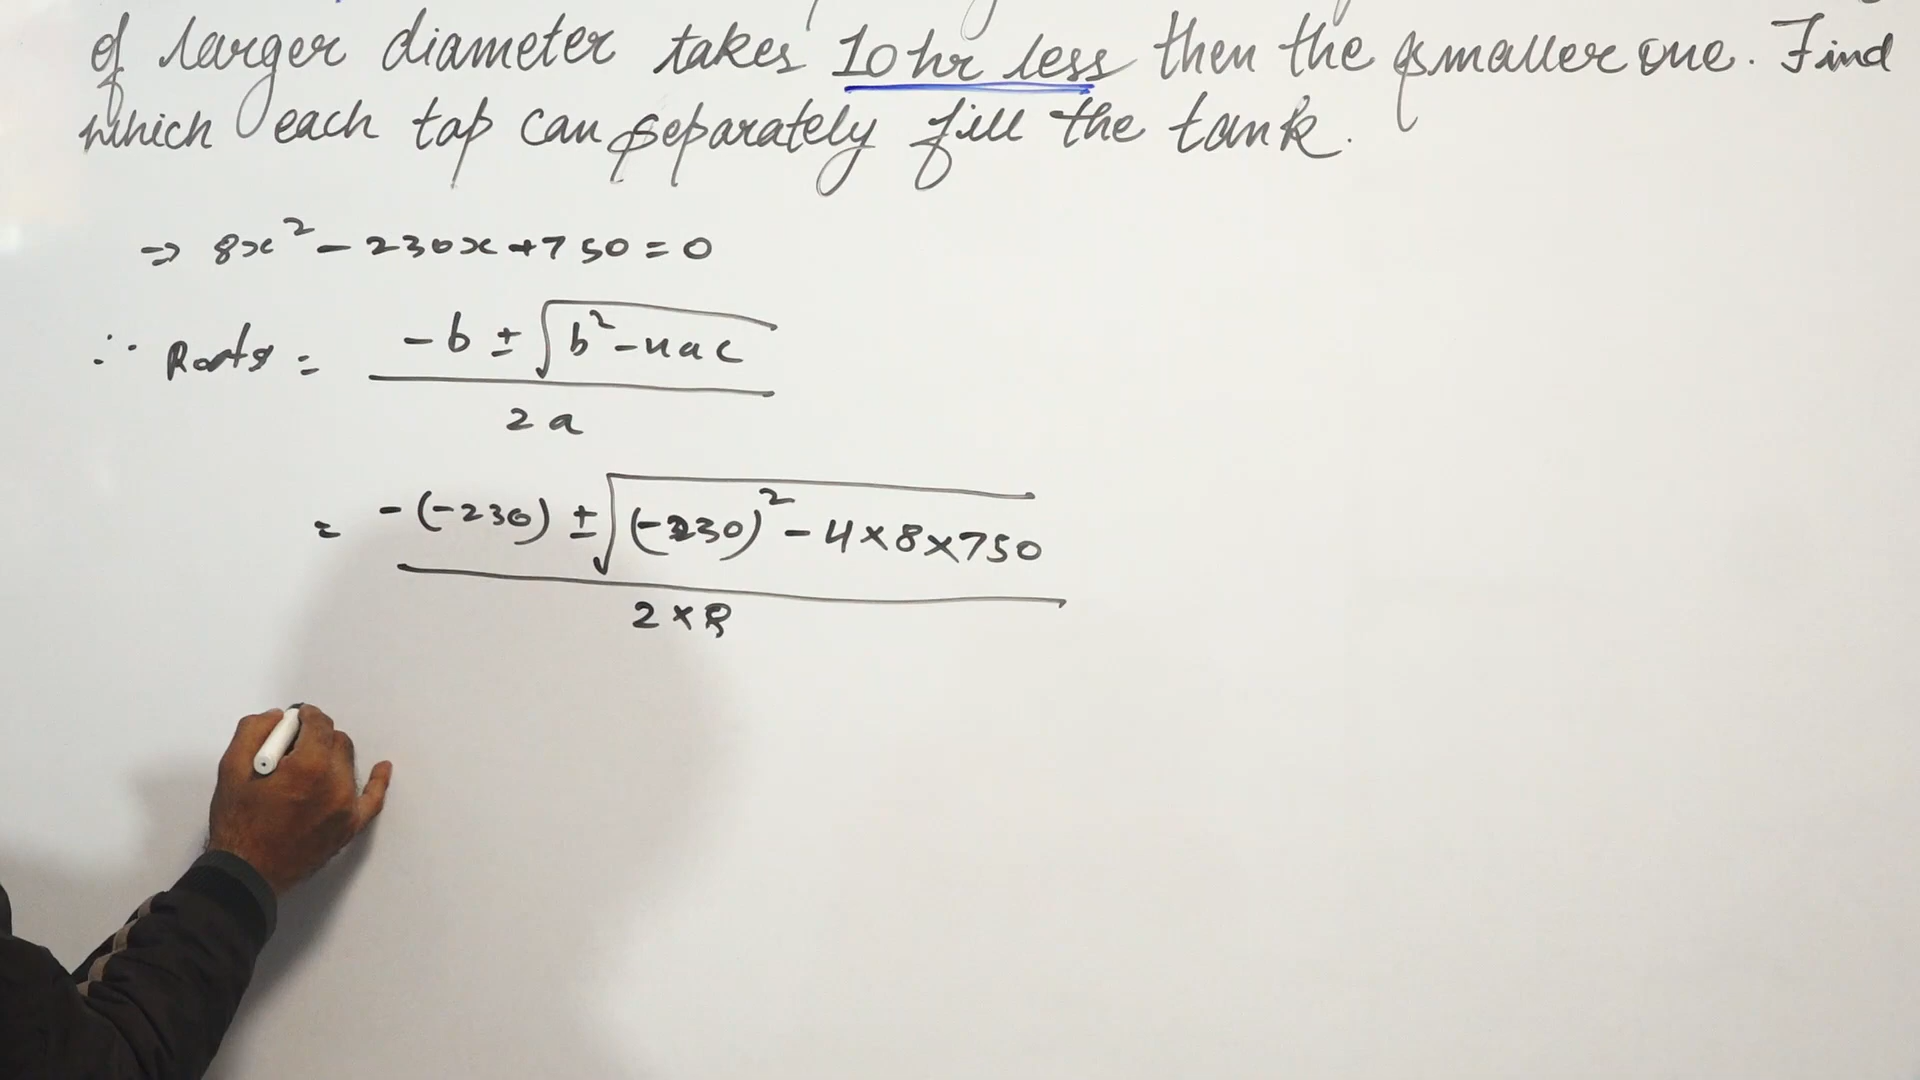 of larger diameter takes 10 hr less then the smaller one. Find
which each tap can separately fill the tank.
⇒ 8x² - 230x + 750 = 0
∴ Roots = (-b ± √(b² - 4ac)) / 2a
= (-(-230) ± √((-230)² - 4 × 8 × 750)) / (2 × 8)